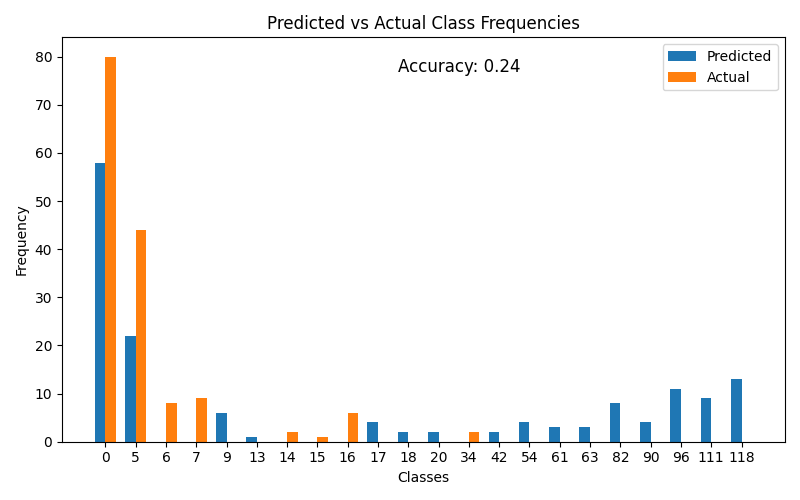 Predicted vs Actual Class Frequencies
Accuracy: 0.24
Predicted
Actual
Frequency
80
70
60
50
40
30
20
10
0
0 5 6 7 9 13 14 15 16 17 18 20 34 42 54 61 63 82 90 96 111 118
Classes